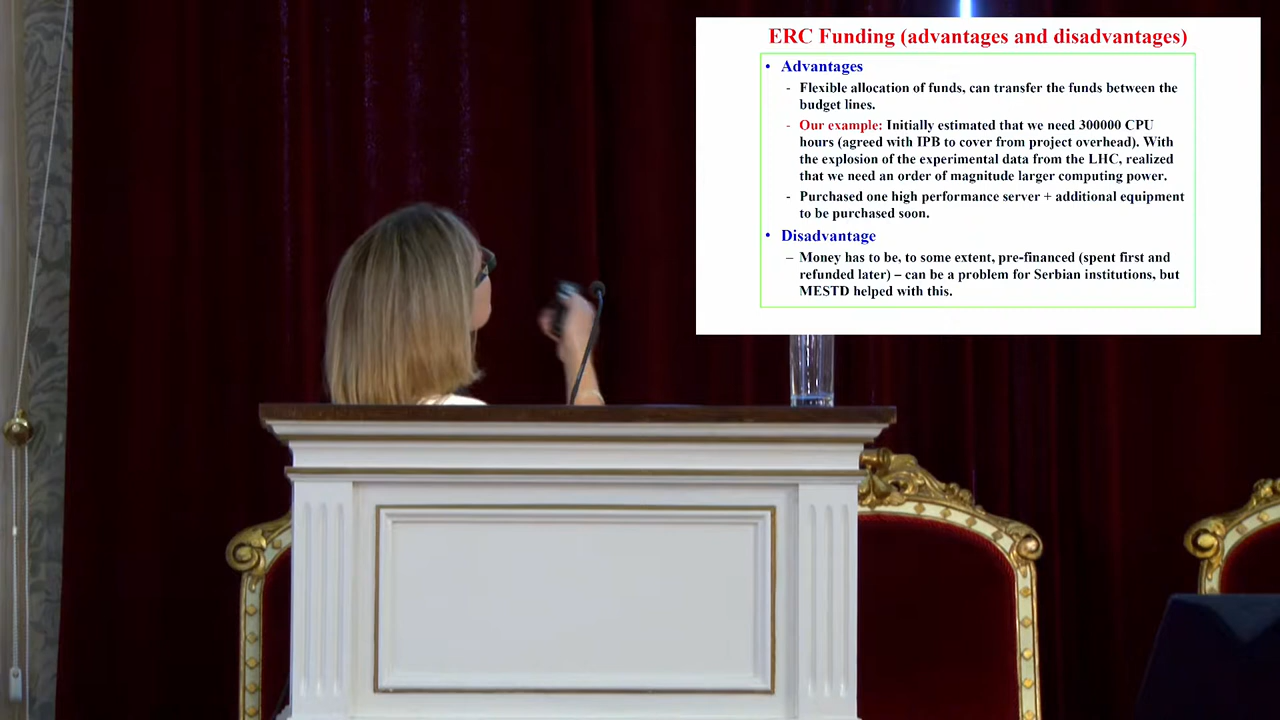 ERC Funding (advantages and disadvantages)
• Advantages
- Flexible allocation of funds, can transfer the funds between the
budget lines.
- Our example: Initially estimated that we need 300000 CPU
hours (agreed with IPB to cover from project overhead). With
the explosion of the experimental data from the LHC, realized
that we need an order of magnitude larger computing power.
- Purchased one high performance server + additional equipment
to be purchased soon.
• Disadvantage
– Money has to be, to some extent, pre-financed (spent first and
refunded later) – can be a problem for Serbian institutions, but
MESTD helped with this.